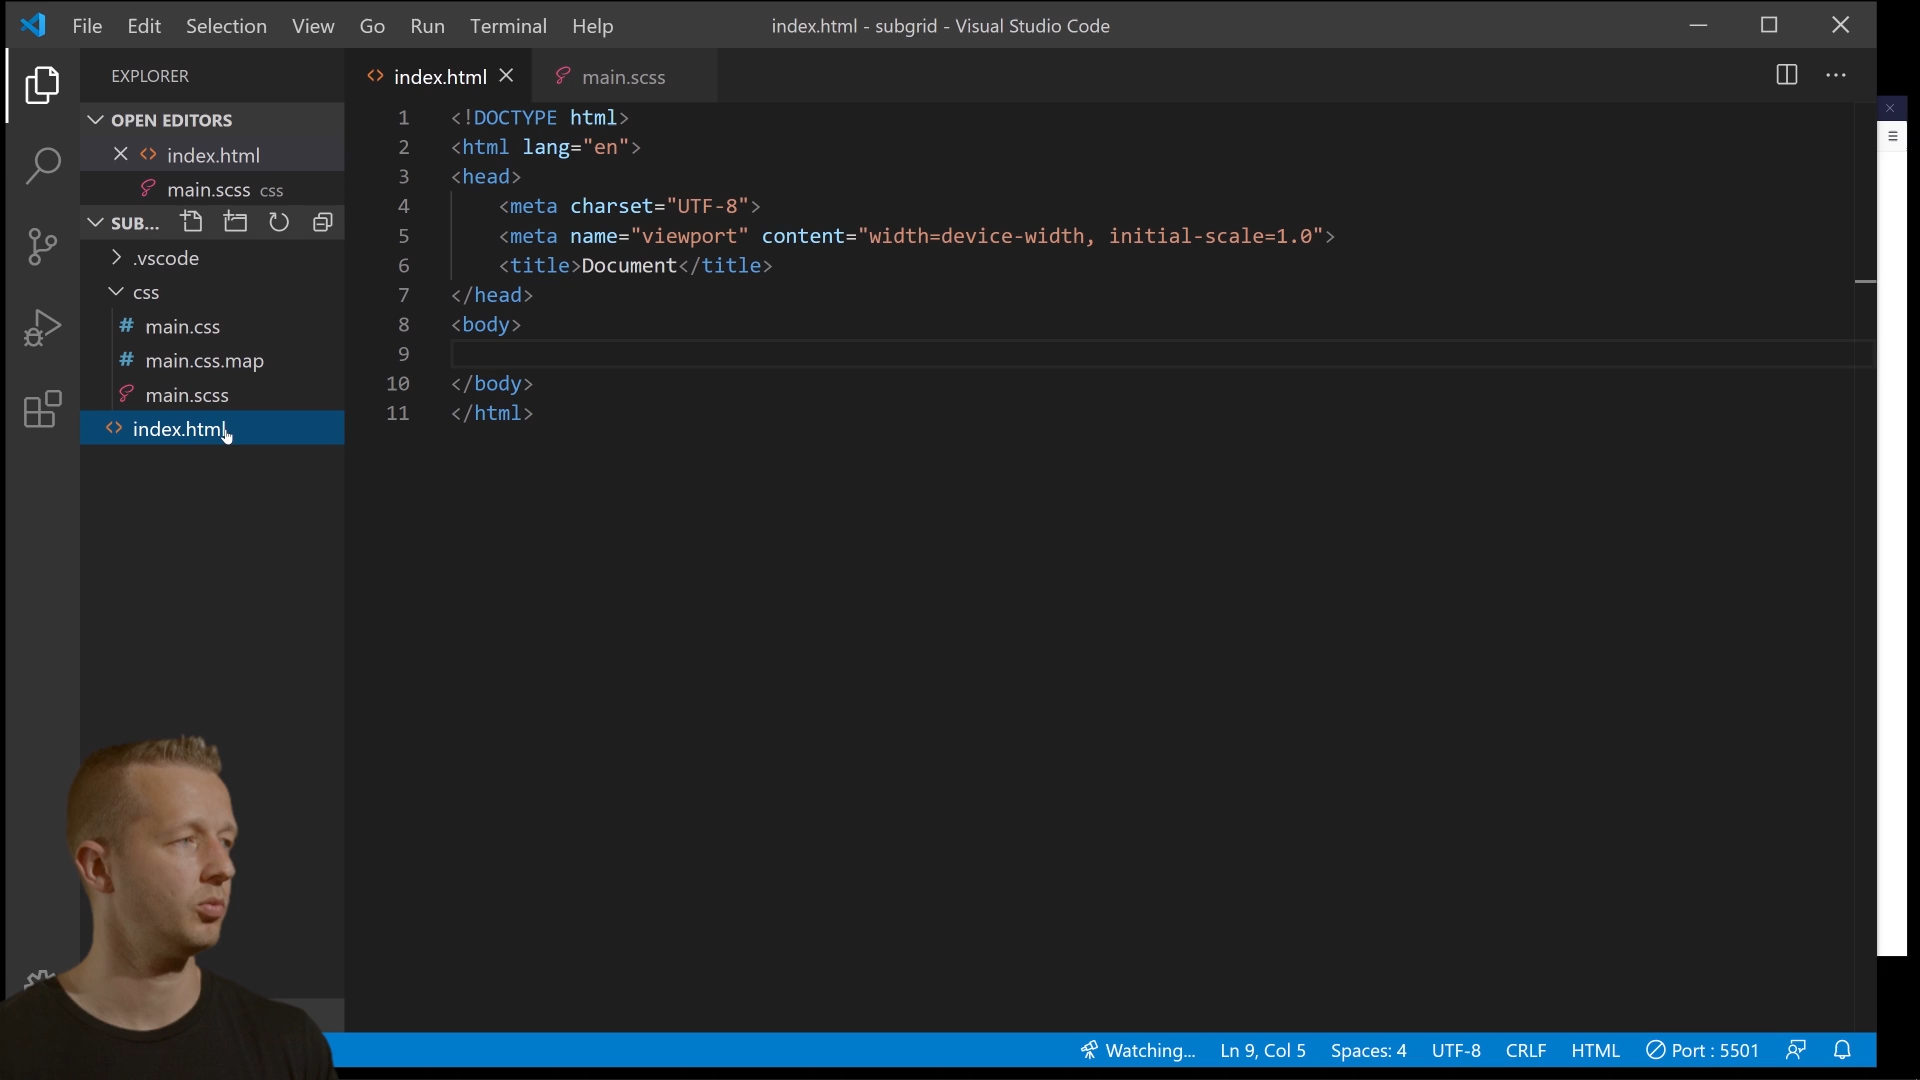 File Edit Selection View Go Run Terminal Help index.html - subgrid - Visual Studio Code
EXPLORER
OPEN EDITORS
index.html
main.scss css
SUB...
.vscode
css
# main.css
# main.css.map
main.scss
index.html
index.html main.scss
1 <!DOCTYPE html>
2 <html lang="en">
3 <head>
4 <meta charset="UTF-8">
5 <meta name="viewport" content="width=device-width, initial-scale=1.0">
6 <title>Document</title>
7 </head>
8 <body>
9
10 </body>
11 </html>
Watching... Ln 9, Col 5 Spaces: 4 UTF-8 CRLF HTML Port : 5501